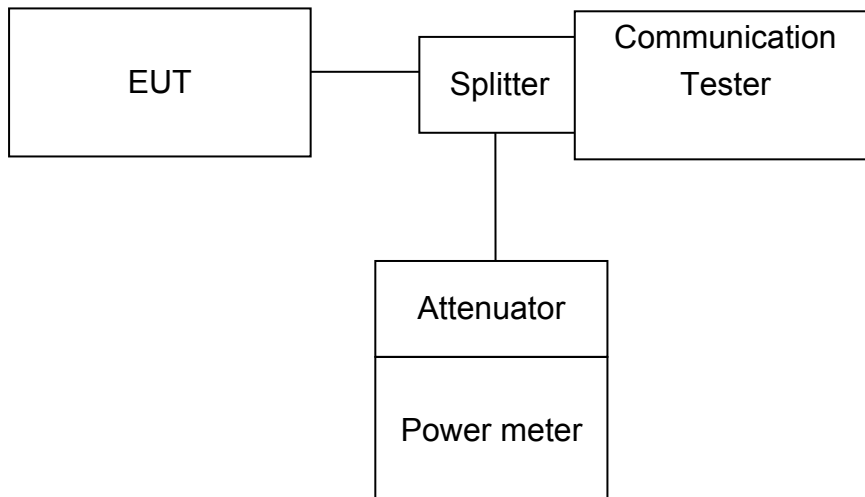 EUT
Splitter
Communication
Tester
Attenuator
Power meter